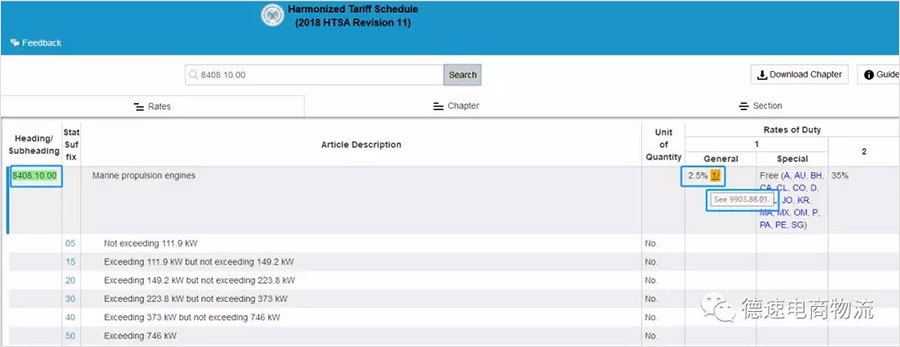 Harmonized Tariff Schedule
(2018 HTSA Revision 11)
Feedback
8408.10.00
Search
Download Chapter
Guide
Rates
Chapter
Section
Heading/
Subheading
Stat
Suf
fix
Article Description
Unit
of
Quantity
Rates of Duty
1
2
General
Special
8408.10.00
Marine propulsion engines
2.5% 1/
Free (A, AU, BH,
CA, CL, CO, D,
JO, KR,
MA, MX, OM, P,
PA, PE, SG)
35%
See 9903.88.01.
05 Not exceeding 111.9 kW No.
15 Exceeding 111.9 kW but not exceeding 149.2 kW No.
20 Exceeding 149.2 kW but not exceeding 223.8 kW No.
30 Exceeding 223.8 kW but not exceeding 373 kW No.
40 Exceeding 373 kW but not exceeding 746 kW No.
50 Exceeding 746 kW No.
德速电商物流